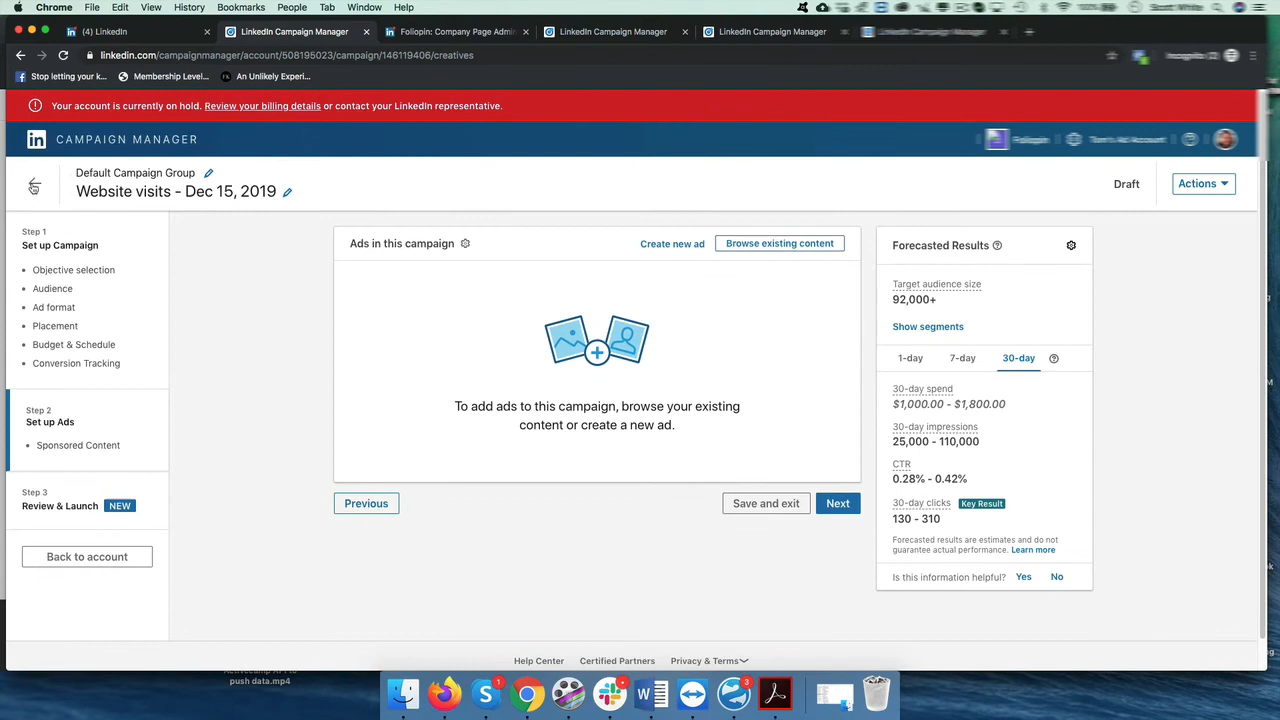 Chrome File Edit View History Bookmarks People Tab Window Help
(4) LinkedIn × LinkedIn Campaign Manager × Foliopin: Company Page Admin × LinkedIn Campaign Manager × LinkedIn Campaign Manager
linkedin.com/campaignmanager/account/508195023/campaign/146119406/creatives
Stop letting your k... Membership Level... An Unlikely Experi...
Your account is currently on hold. Review your billing details or contact your LinkedIn representative.
in CAMPAIGN MANAGER
Default Campaign Group
Website visits - Dec 15, 2019
Draft
Actions
Step 1
Set up Campaign
Objective selection
Audience
Ad format
Placement
Budget & Schedule
Conversion Tracking
Step 2
Set up Ads
Sponsored Content
Step 3
Review & Launch NEW
Back to account
Ads in this campaign
Create new ad
Browse existing content
To add ads to this campaign, browse your existing
content or create a new ad.
Previous
Save and exit
Next
Forecasted Results
Target audience size
92,000+
Show segments
1-day 7-day 30-day
30-day spend
$1,000.00 - $1,800.00
30-day impressions
25,000 - 110,000
CTR
0.28% - 0.42%
30-day clicks Key Result
130 - 310
Forecasted results are estimates and do not
guarantee actual performance. Learn more
Is this information helpful? Yes No
Help Center Certified Partners Privacy & Terms
push data.mp4
1
3